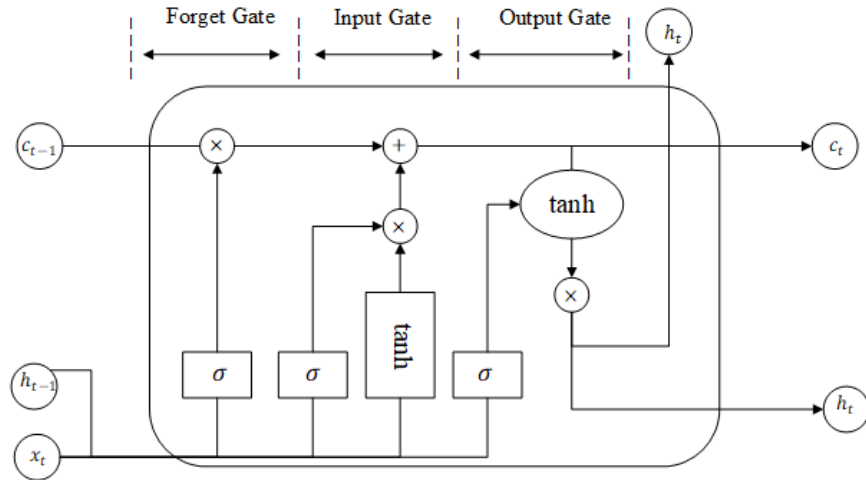 Forget Gate Input Gate Output Gate
h_t
c_{t-1} × + c_t
tanh
×
×
tanh
σ σ σ
h_{t-1}
h_t
x_t